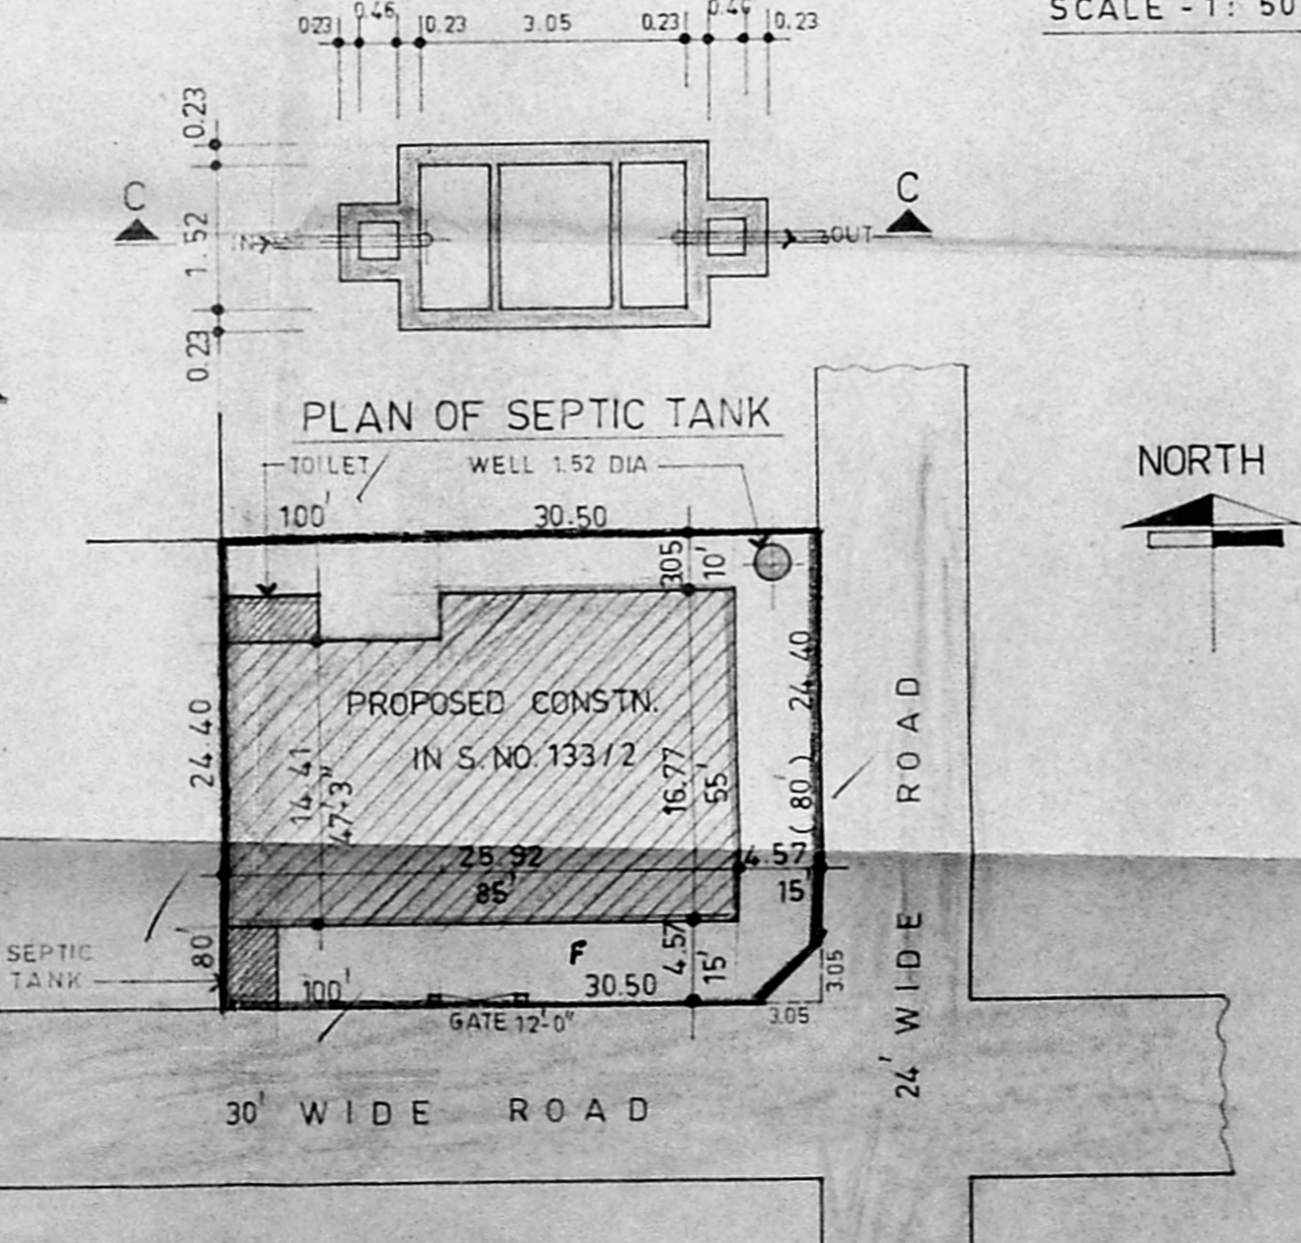 SCALE - 1: 50
0.23 0.46 0.23 3.05 0.23 0.46 0.23
0.23
1.52
0.23
C
C
IN
OUT
PLAN OF SEPTIC TANK
TOILET
WELL 1.52 DIA
NORTH
100'
30.50
305
10'
24.40
24.40
(80')
PROPOSED CONSTN.
IN S.NO. 133/2
14.41
47'-3"
16.77
55'
25.92
85'
4.57
15'
80'
SEPTIC
TANK
F
4.57
15'
100'
30.50
3.05
3.05
GATE 12'-0"
24' WIDE ROAD
30' WIDE ROAD